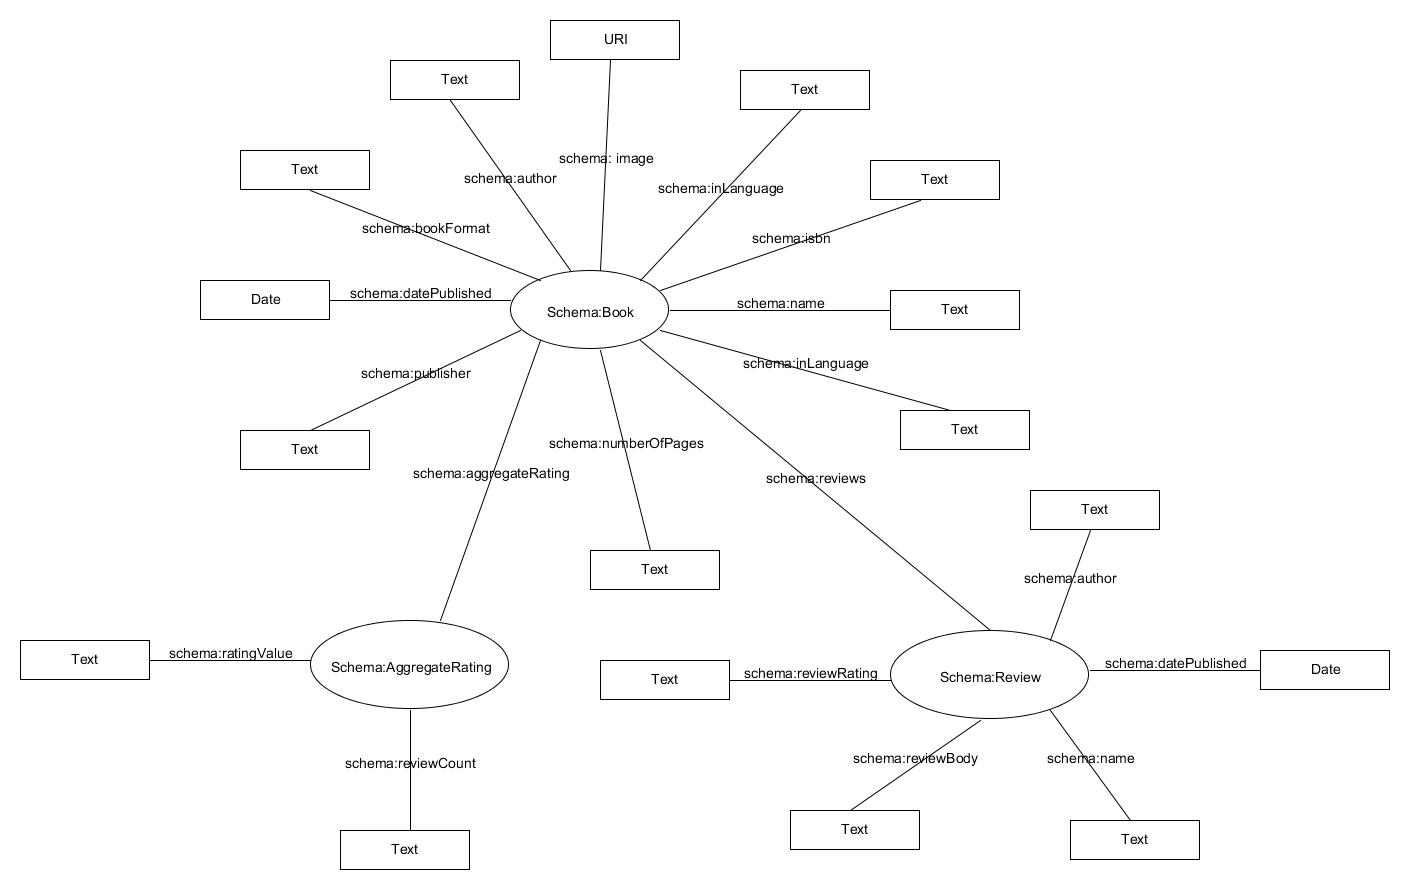 URI
Text
Text
schema: image
schema:author
schema:inLanguage
Text
Text
schema:bookFormat
schema:isbn
Date
schema:datePublished
Schema:Book
schema:name
Text
schema:publisher
schema:inLanguage
Text
Text
schema:numberOfPages
schema:aggregateRating
schema:reviews
Text
Text
schema:author
Text
schema:ratingValue
Schema:AggregateRating
Text
schema:reviewRating
Schema:Review
schema:datePublished
Date
schema:reviewCount
schema:reviewBody
schema:name
Text
Text
Text